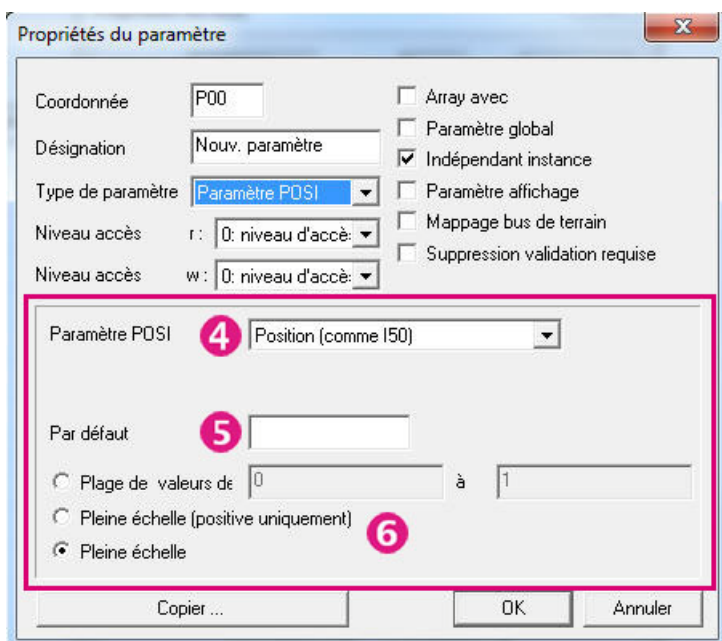 Propriétés du paramètre
x
Coordonnée P00
Array avec
Paramètre global
Désignation Nouv. paramètre
Indépendant instance
Type de paramètre Paramètre POSI
Paramètre affichage
Niveau accès r : 0: niveau d'accè:
Mappage bus de terrain
Suppression validation requise
Niveau accès w : 0: niveau d'accè:
Paramètre POSI 4 Position (comme I50)
Par défaut 5
Plage de valeurs de 0 à 1
Pleine échelle (positive uniquement)
6
Pleine échelle
Copier ... OK Annuler